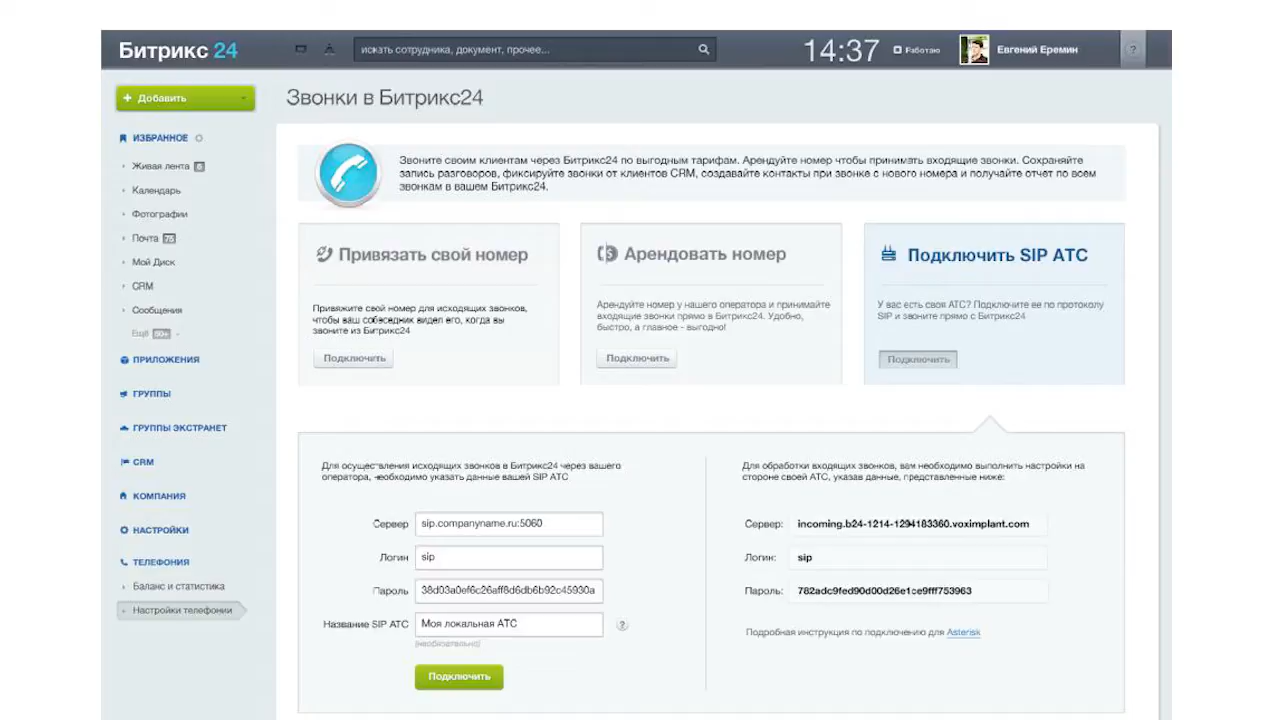 Битрикс 24
искать сотрудника, документ, прочее...
14:37
Работаю
Евгений Еремин
?
+ Добавить
Звонки в Битрикс24
ИЗБРАННОЕ
Живая лента
Календарь
Фотографии
Почта
Мой Диск
CRM
Сообщения
Ещё
ПРИЛОЖЕНИЯ
ГРУППЫ
ГРУППЫ ЭКСТРАНЕТ
CRM
КОМПАНИЯ
НАСТРОЙКИ
ТЕЛЕФОНИЯ
Баланс и статистика
Настройки телефонии
Звоните своим клиентам через Битрикс24 по выгодным тарифам. Арендуйте номер чтобы принимать входящие звонки. Сохраняйте
запись разговоров, фиксируйте звонки от клиентов CRM, создавайте контакты при звонке с нового номера и получайте отчет по всем
звонкам в вашем Битрикс24.
Привязать свой номер
Привяжите свой номер для исходящих звонков,
чтобы ваш собеседник видел его, когда вы
звоните из Битрикс24
Подключить
Арендовать номер
Арендуйте номер у нашего оператора и принимайте
входящие звонки прямо в Битрикс24. Удобно,
быстро, а главное - выгодно!
Подключить
Подключить SIP АТС
У вас есть своя АТС? Подключите ее по протоколу
SIP и звоните прямо с Битрикс24
Подключить
Для осуществления исходящих звонков в Битрикс24 через вашего
оператора, необходимо указать данные вашей SIP АТС
Сервер sip.companyname.ru:5060
Логин sip
Пароль 38d03a0ef6c26aff8d6db6b92c45930a
Название SIP АТС Моя локальная АТС ?
(необязательно)
Подключить
Для обработки входящих звонков, вам необходимо выполнить настройки на
стороне своей АТС, указав данные, представленные ниже:
Сервер: incoming.b24-1214-1294183360.voximplant.com
Логин: sip
Пароль: 782adc9fed90d00d26e1ce9fff753963
Подробная инструкция по подключению для Asterisk